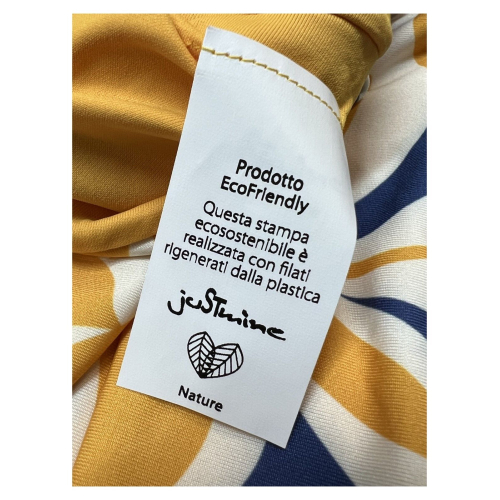 Prodotto
EcoFriendly
Questa stampa
ecosostenibile è
realizzata con filati
rigenerati dalla plastica
juSTmine
Nature